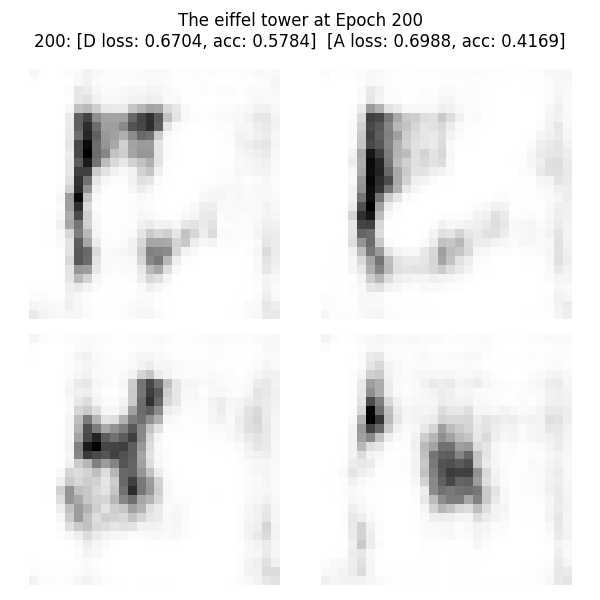 The eiffel tower at Epoch 200
200: [D loss: 0.6704, acc: 0.5784]  [A loss: 0.6988, acc: 0.4169]